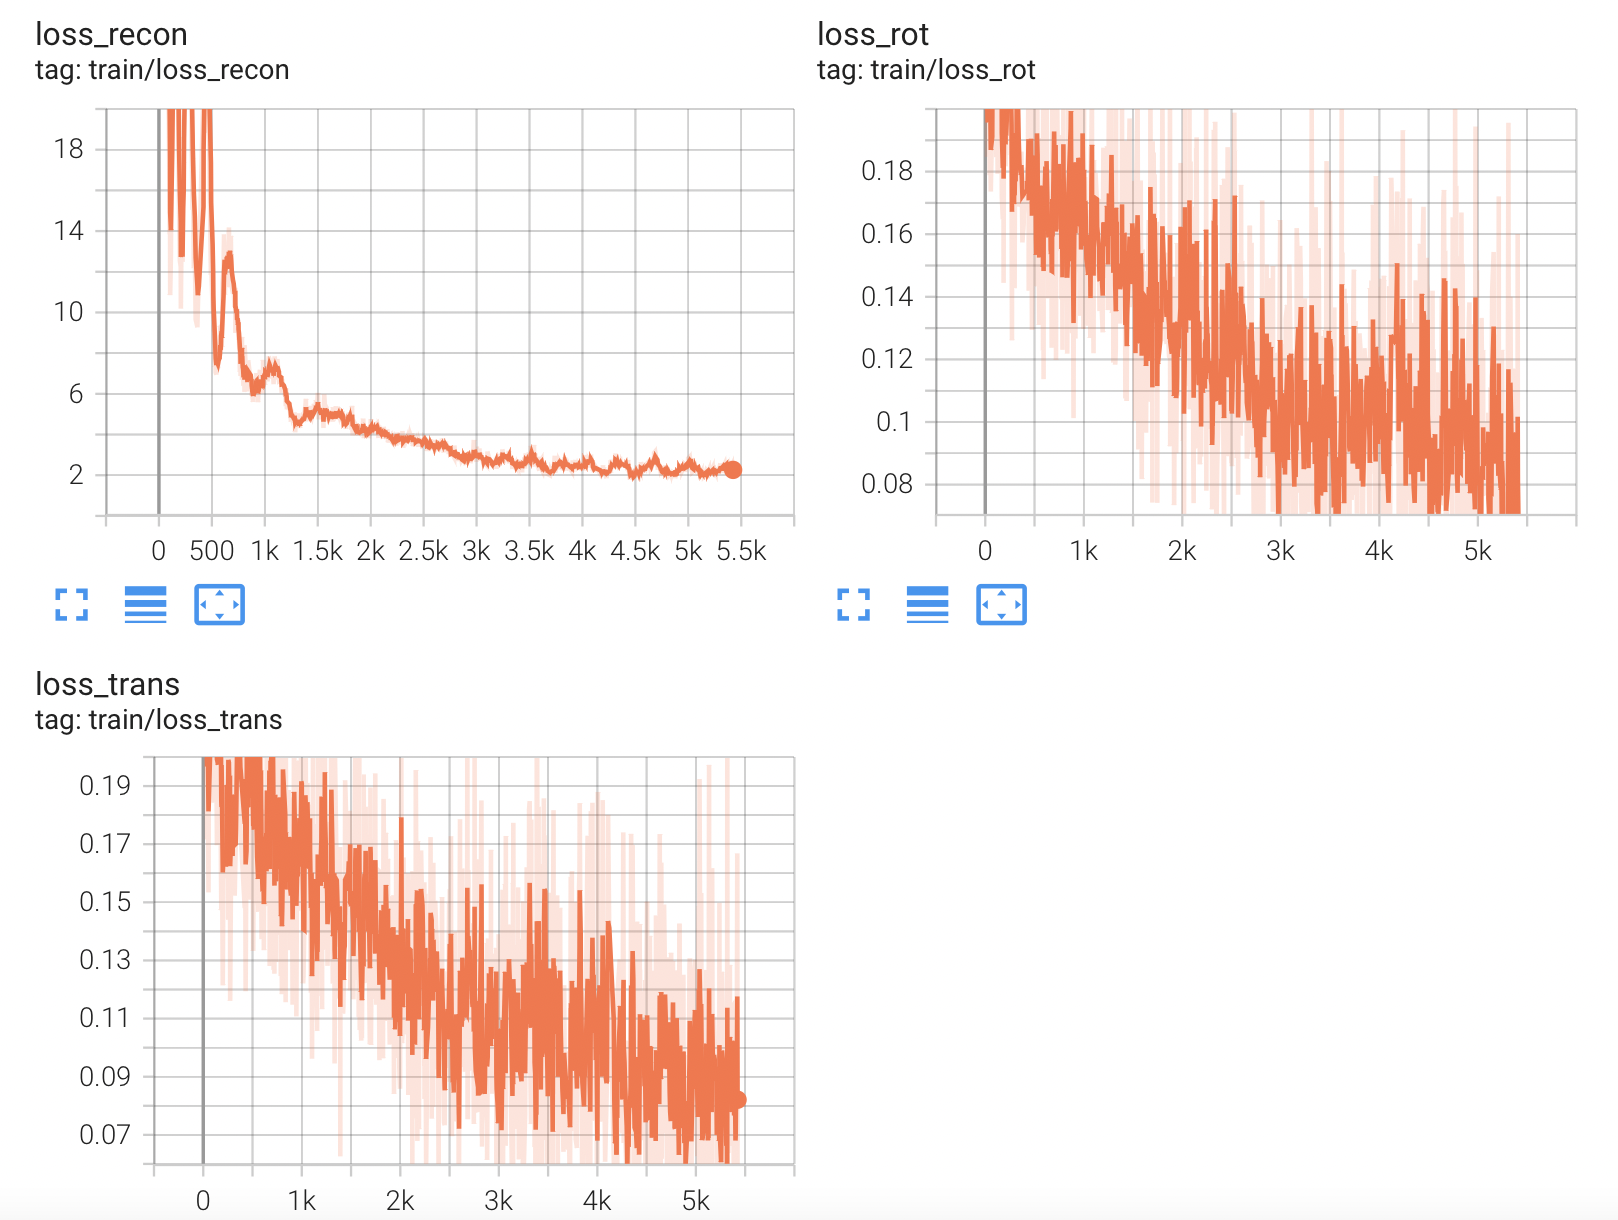 loss_recon
tag: train/loss_recon
18
14
10
6
2
0 500 1k 1.5k 2k 2.5k 3k 3.5k 4k 4.5k 5k 5.5k
loss_rot
tag: train/loss_rot
0.18
0.16
0.14
0.12
0.1
0.08
0 1k 2k 3k 4k 5k
loss_trans
tag: train/loss_trans
0.19
0.17
0.15
0.13
0.11
0.09
0.07
0 1k 2k 3k 4k 5k